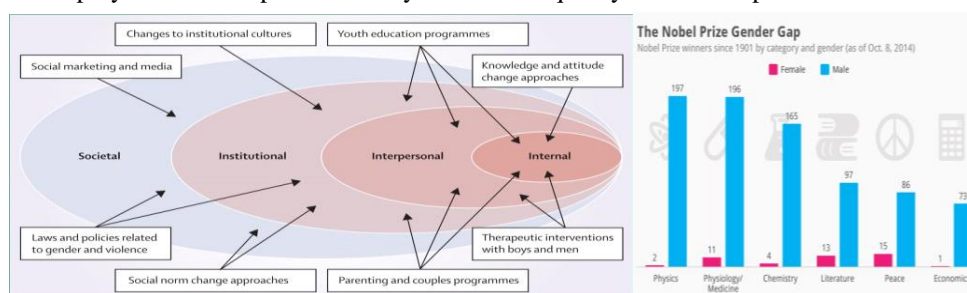 Changes to institutional cultures
Youth education programmes
Social marketing and media
Knowledge and attitude
change approaches
Societal
Institutional
Interpersonal
Internal
Laws and policies related
to gender and violence
Therapeutic interventions
with boys and men
Social norm change approaches
Parenting and couples programmes
The Nobel Prize Gender Gap
Nobel Prize winners since 1901 by category and gender (as of Oct. 8, 2014)
Female
Male
197
196
165
97
86
73
2
11
4
13
15
1
Physics
Physiology/
Medicine
Chemistry
Literature
Peace
Economic